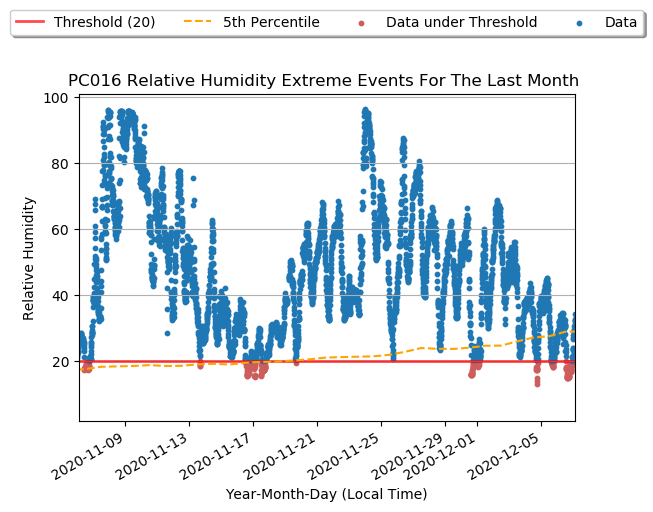 Threshold (20) 5th Percentile Data under Threshold Data
PC016 Relative Humidity Extreme Events For The Last Month
100
80
60
40
20
Relative Humidity
2020-11-09 2020-11-13 2020-11-17 2020-11-21 2020-11-25 2020-11-29 2020-12-01 2020-12-05
Year-Month-Day (Local Time)